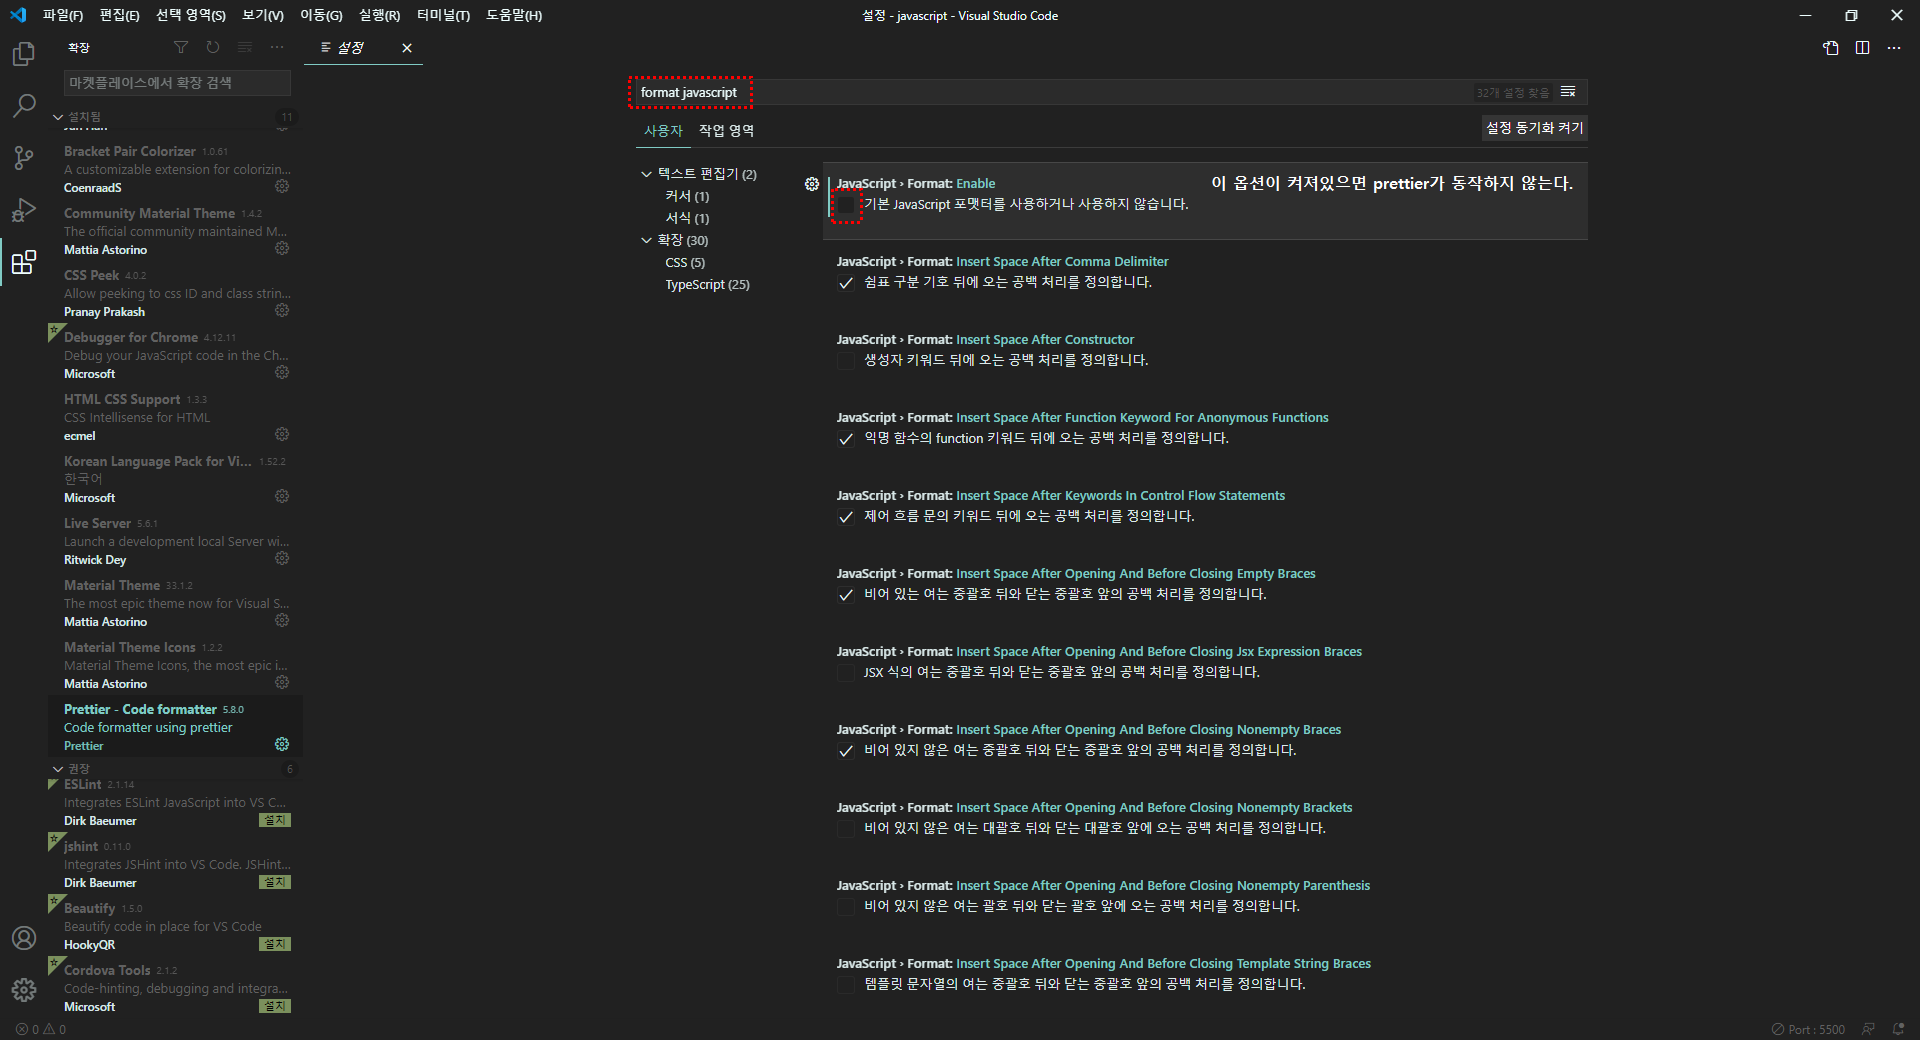 파일(F) 편집(E) 선택 영역(S) 보기(V) 이동(G) 실행(R) 터미널(T) 도움말(H)
설정 - javascript - Visual Studio Code
확장
마켓플레이스에서 확장 검색
설치됨 11
Bracket Pair Colorizer 1.0.61
A customizable extension for colorizin...
CoenraadS
Community Material Theme 1.4.2
The official community maintained M...
Mattia Astorino
CSS Peek 4.0.2
Allow peeking to css ID and class strin...
Pranay Prakash
Debugger for Chrome 4.12.11
Debug your JavaScript code in the Ch...
Microsoft
HTML CSS Support 1.3.3
CSS Intellisense for HTML
ecmel
Korean Language Pack for Vi... 1.52.2
한국어
Microsoft
Live Server 5.6.1
Launch a development local Server wi...
Ritwick Dey
Material Theme 33.1.2
The most epic theme now for Visual S...
Mattia Astorino
Material Theme Icons 1.2.2
Material Theme Icons, the most epic i...
Mattia Astorino
Prettier - Code formatter 5.8.0
Code formatter using prettier
Prettier
권장 6
ESLint 2.1.14
Integrates ESLint JavaScript into VS C...
Dirk Baeumer 설치
jshint 0.11.0
Integrates JSHint into VS Code. JSHint...
Dirk Baeumer 설치
Beautify 1.5.0
Beautify code in place for VS Code
HookyQR 설치
Cordova Tools 2.1.2
Code-hinting, debugging and integra...
Microsoft 설치
설정
format javascript
32개 설정 찾음
사용자 작업 영역
설정 동기화 켜기
텍스트 편집기 (2)
커서 (1)
서식 (1)
확장 (30)
CSS (5)
TypeScript (25)
JavaScript › Format: Enable
이 옵션이 켜져있으면 prettier가 동작하지 않는다.
기본 JavaScript 포맷터를 사용하거나 사용하지 않습니다.
JavaScript › Format: Insert Space After Comma Delimiter
쉼표 구분 기호 뒤에 오는 공백 처리를 정의합니다.
JavaScript › Format: Insert Space After Constructor
생성자 키워드 뒤에 오는 공백 처리를 정의합니다.
JavaScript › Format: Insert Space After Function Keyword For Anonymous Functions
익명 함수의 function 키워드 뒤에 오는 공백 처리를 정의합니다.
JavaScript › Format: Insert Space After Keywords In Control Flow Statements
제어 흐름 문의 키워드 뒤에 오는 공백 처리를 정의합니다.
JavaScript › Format: Insert Space After Opening And Before Closing Empty Braces
비어 있는 여는 중괄호 뒤와 닫는 중괄호 앞의 공백 처리를 정의합니다.
JavaScript › Format: Insert Space After Opening And Before Closing Jsx Expression Braces
JSX 식의 여는 중괄호 뒤와 닫는 중괄호 앞의 공백 처리를 정의합니다.
JavaScript › Format: Insert Space After Opening And Before Closing Nonempty Braces
비어 있지 않은 여는 중괄호 뒤와 닫는 중괄호 앞의 공백 처리를 정의합니다.
JavaScript › Format: Insert Space After Opening And Before Closing Nonempty Brackets
비어 있지 않은 여는 대괄호 뒤와 닫는 대괄호 앞에 오는 공백 처리를 정의합니다.
JavaScript › Format: Insert Space After Opening And Before Closing Nonempty Parenthesis
비어 있지 않은 여는 괄호 뒤와 닫는 괄호 앞에 오는 공백 처리를 정의합니다.
JavaScript › Format: Insert Space After Opening And Before Closing Template String Braces
템플릿 문자열의 여는 중괄호 뒤와 닫는 중괄호 앞의 공백 처리를 정의합니다.
0 0
Port : 5500